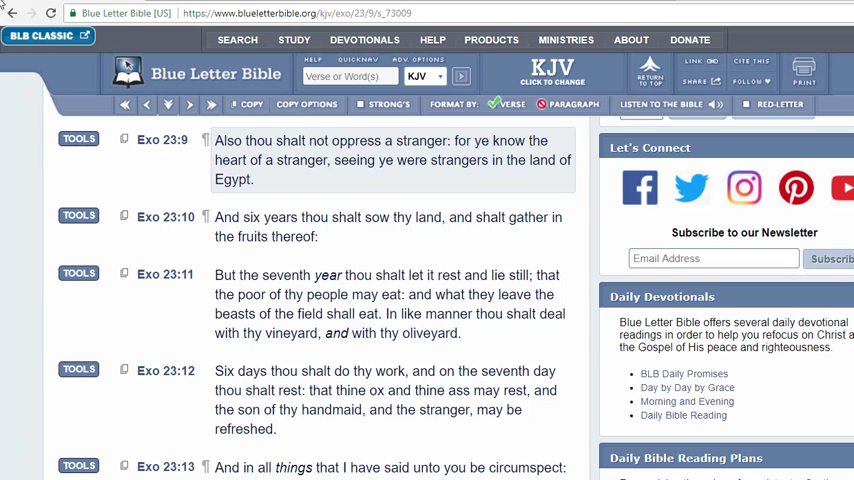 Blue Letter Bible [US] https://www.blueletterbible.org/kjv/exo/23/9/s_73009
BLB CLASSIC
SEARCH STUDY DEVOTIONALS HELP PRODUCTS MINISTRIES ABOUT DONATE
HELP QUICKNAV ADV. OPTIONS
Blue Letter Bible Verse or Word(s) KJV
KJV
CLICK TO CHANGE
RETURN
TO TOP
LINK CITE THIS
SHARE FOLLOW
PRINT
COPY COPY OPTIONS STRONG'S FORMAT BY: VERSE PARAGRAPH LISTEN TO THE BIBLE RED-LETTER
TOOLS Exo 23:9 ¶ Also thou shalt not oppress a stranger: for ye know the
heart of a stranger, seeing ye were strangers in the land of
Egypt.
TOOLS Exo 23:10 ¶ And six years thou shalt sow thy land, and shalt gather in
the fruits thereof:
TOOLS Exo 23:11 But the seventh year thou shalt let it rest and lie still; that
the poor of thy people may eat: and what they leave the
beasts of the field shall eat. In like manner thou shalt deal
with thy vineyard, and with thy oliveyard.
TOOLS Exo 23:12 Six days thou shalt do thy work, and on the seventh day
thou shalt rest: that thine ox and thine ass may rest, and
the son of thy handmaid, and the stranger, may be
refreshed.
TOOLS Exo 23:13 ¶ And in all things that I have said unto you be circumspect:
Let's Connect
Subscribe to our Newsletter
Email Address Subscrib
Daily Devotionals
Blue Letter Bible offers several daily devotional
readings in order to help you refocus on Christ a
the Gospel of His peace and righteousness.
BLB Daily Promises
Day by Day by Grace
Morning and Evening
Daily Bible Reading
Daily Bible Reading Plans